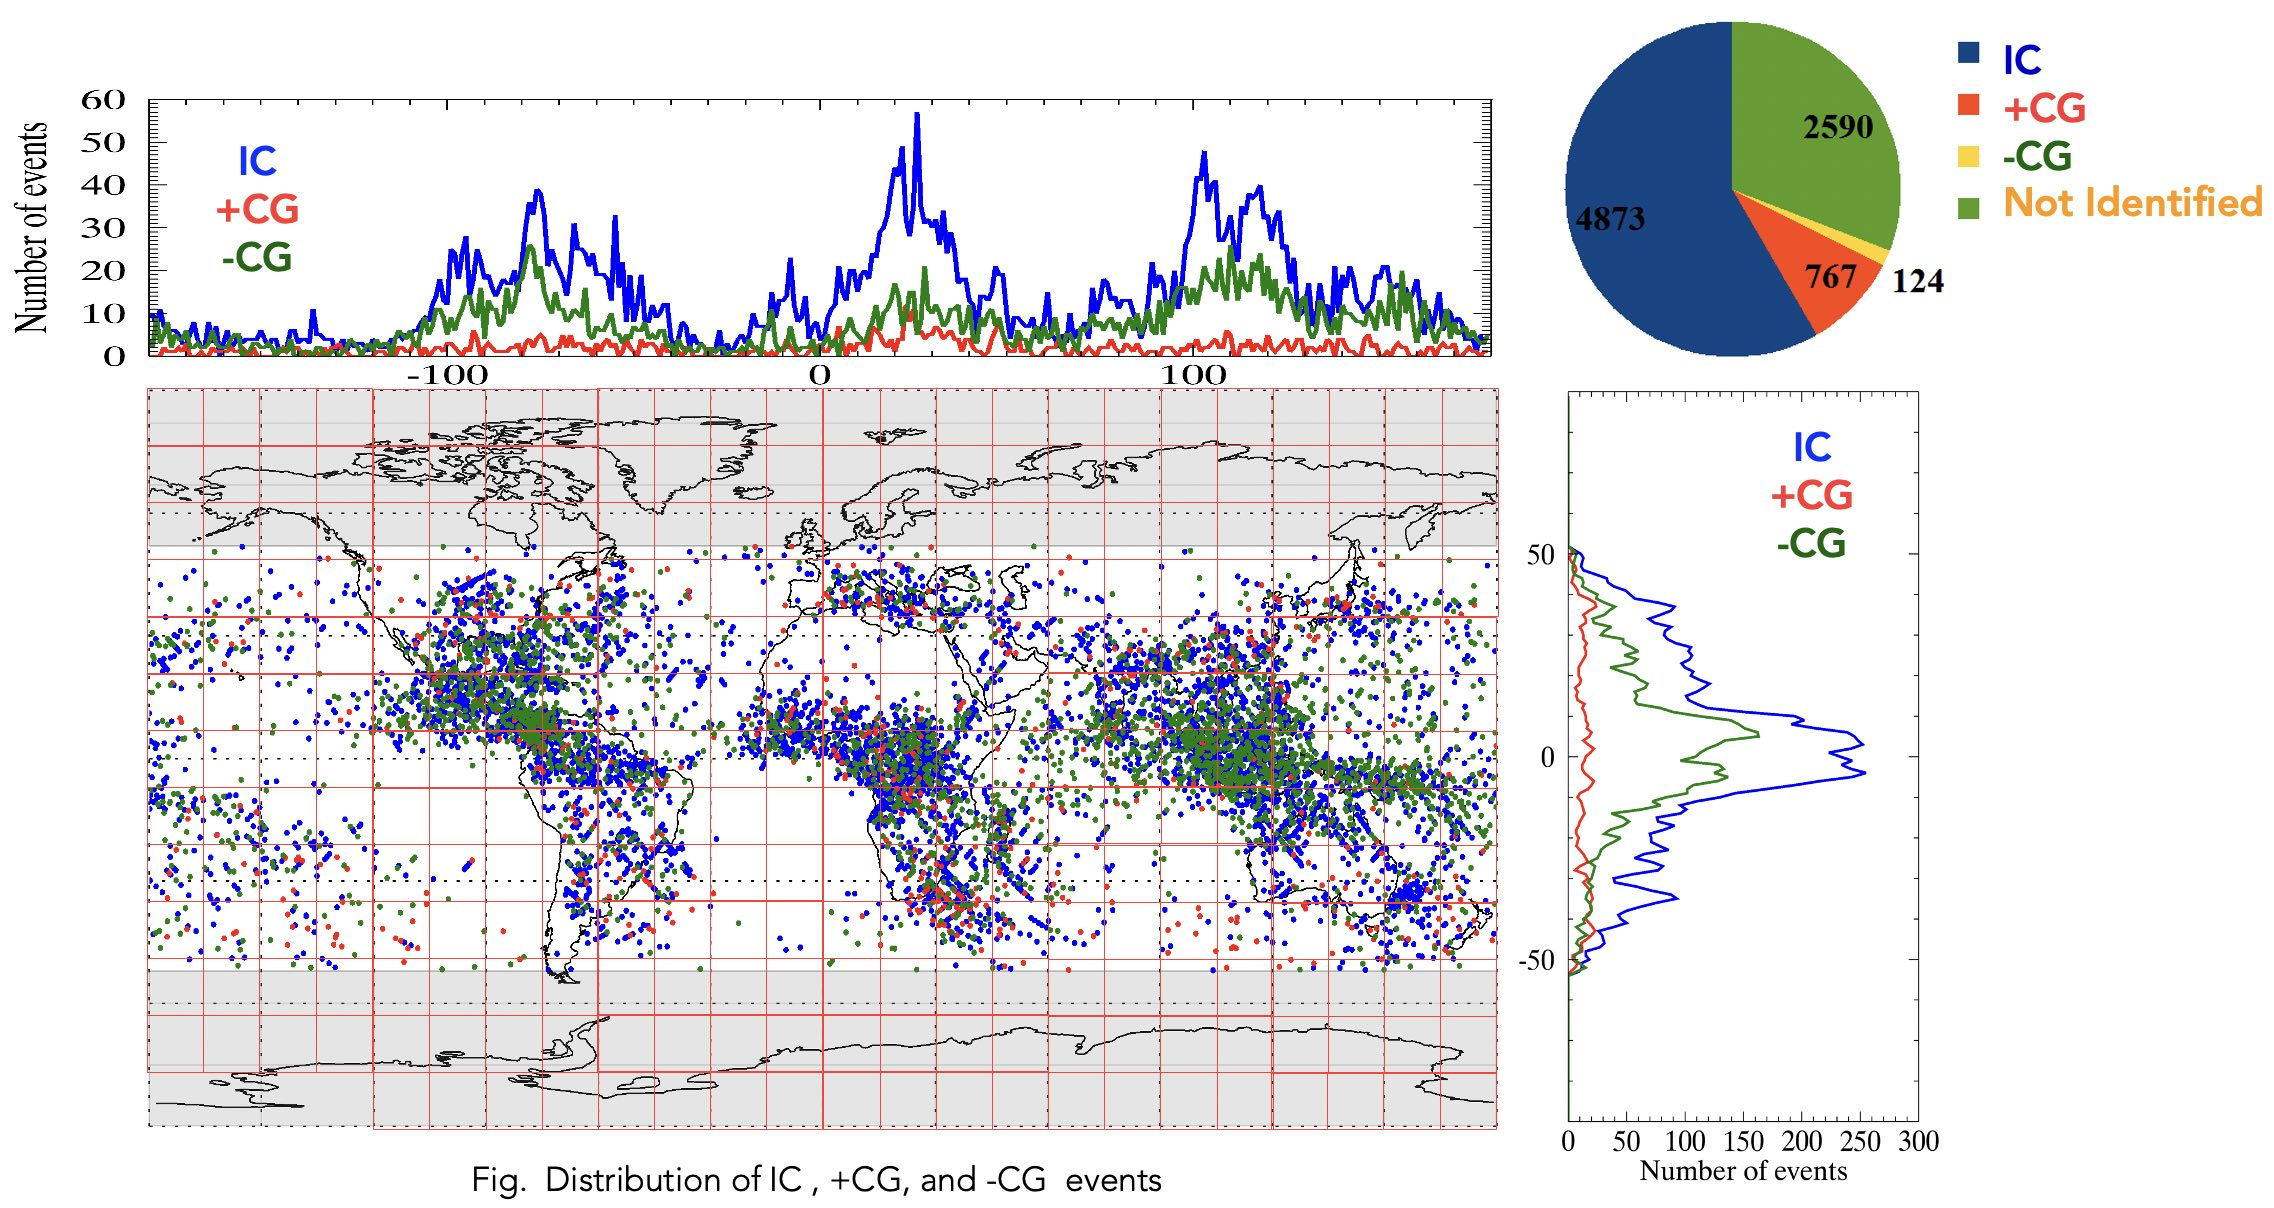 60
50
40
30
20
10
0
Number of events
IC
+CG
-CG
-100 0 100
2590
4873
767
124
IC
+CG
-CG
Not Identified
IC
+CG
-CG
50
0
-50
0 50 100 150 200 250 300
Number of events
Fig. Distribution of IC , +CG, and -CG events